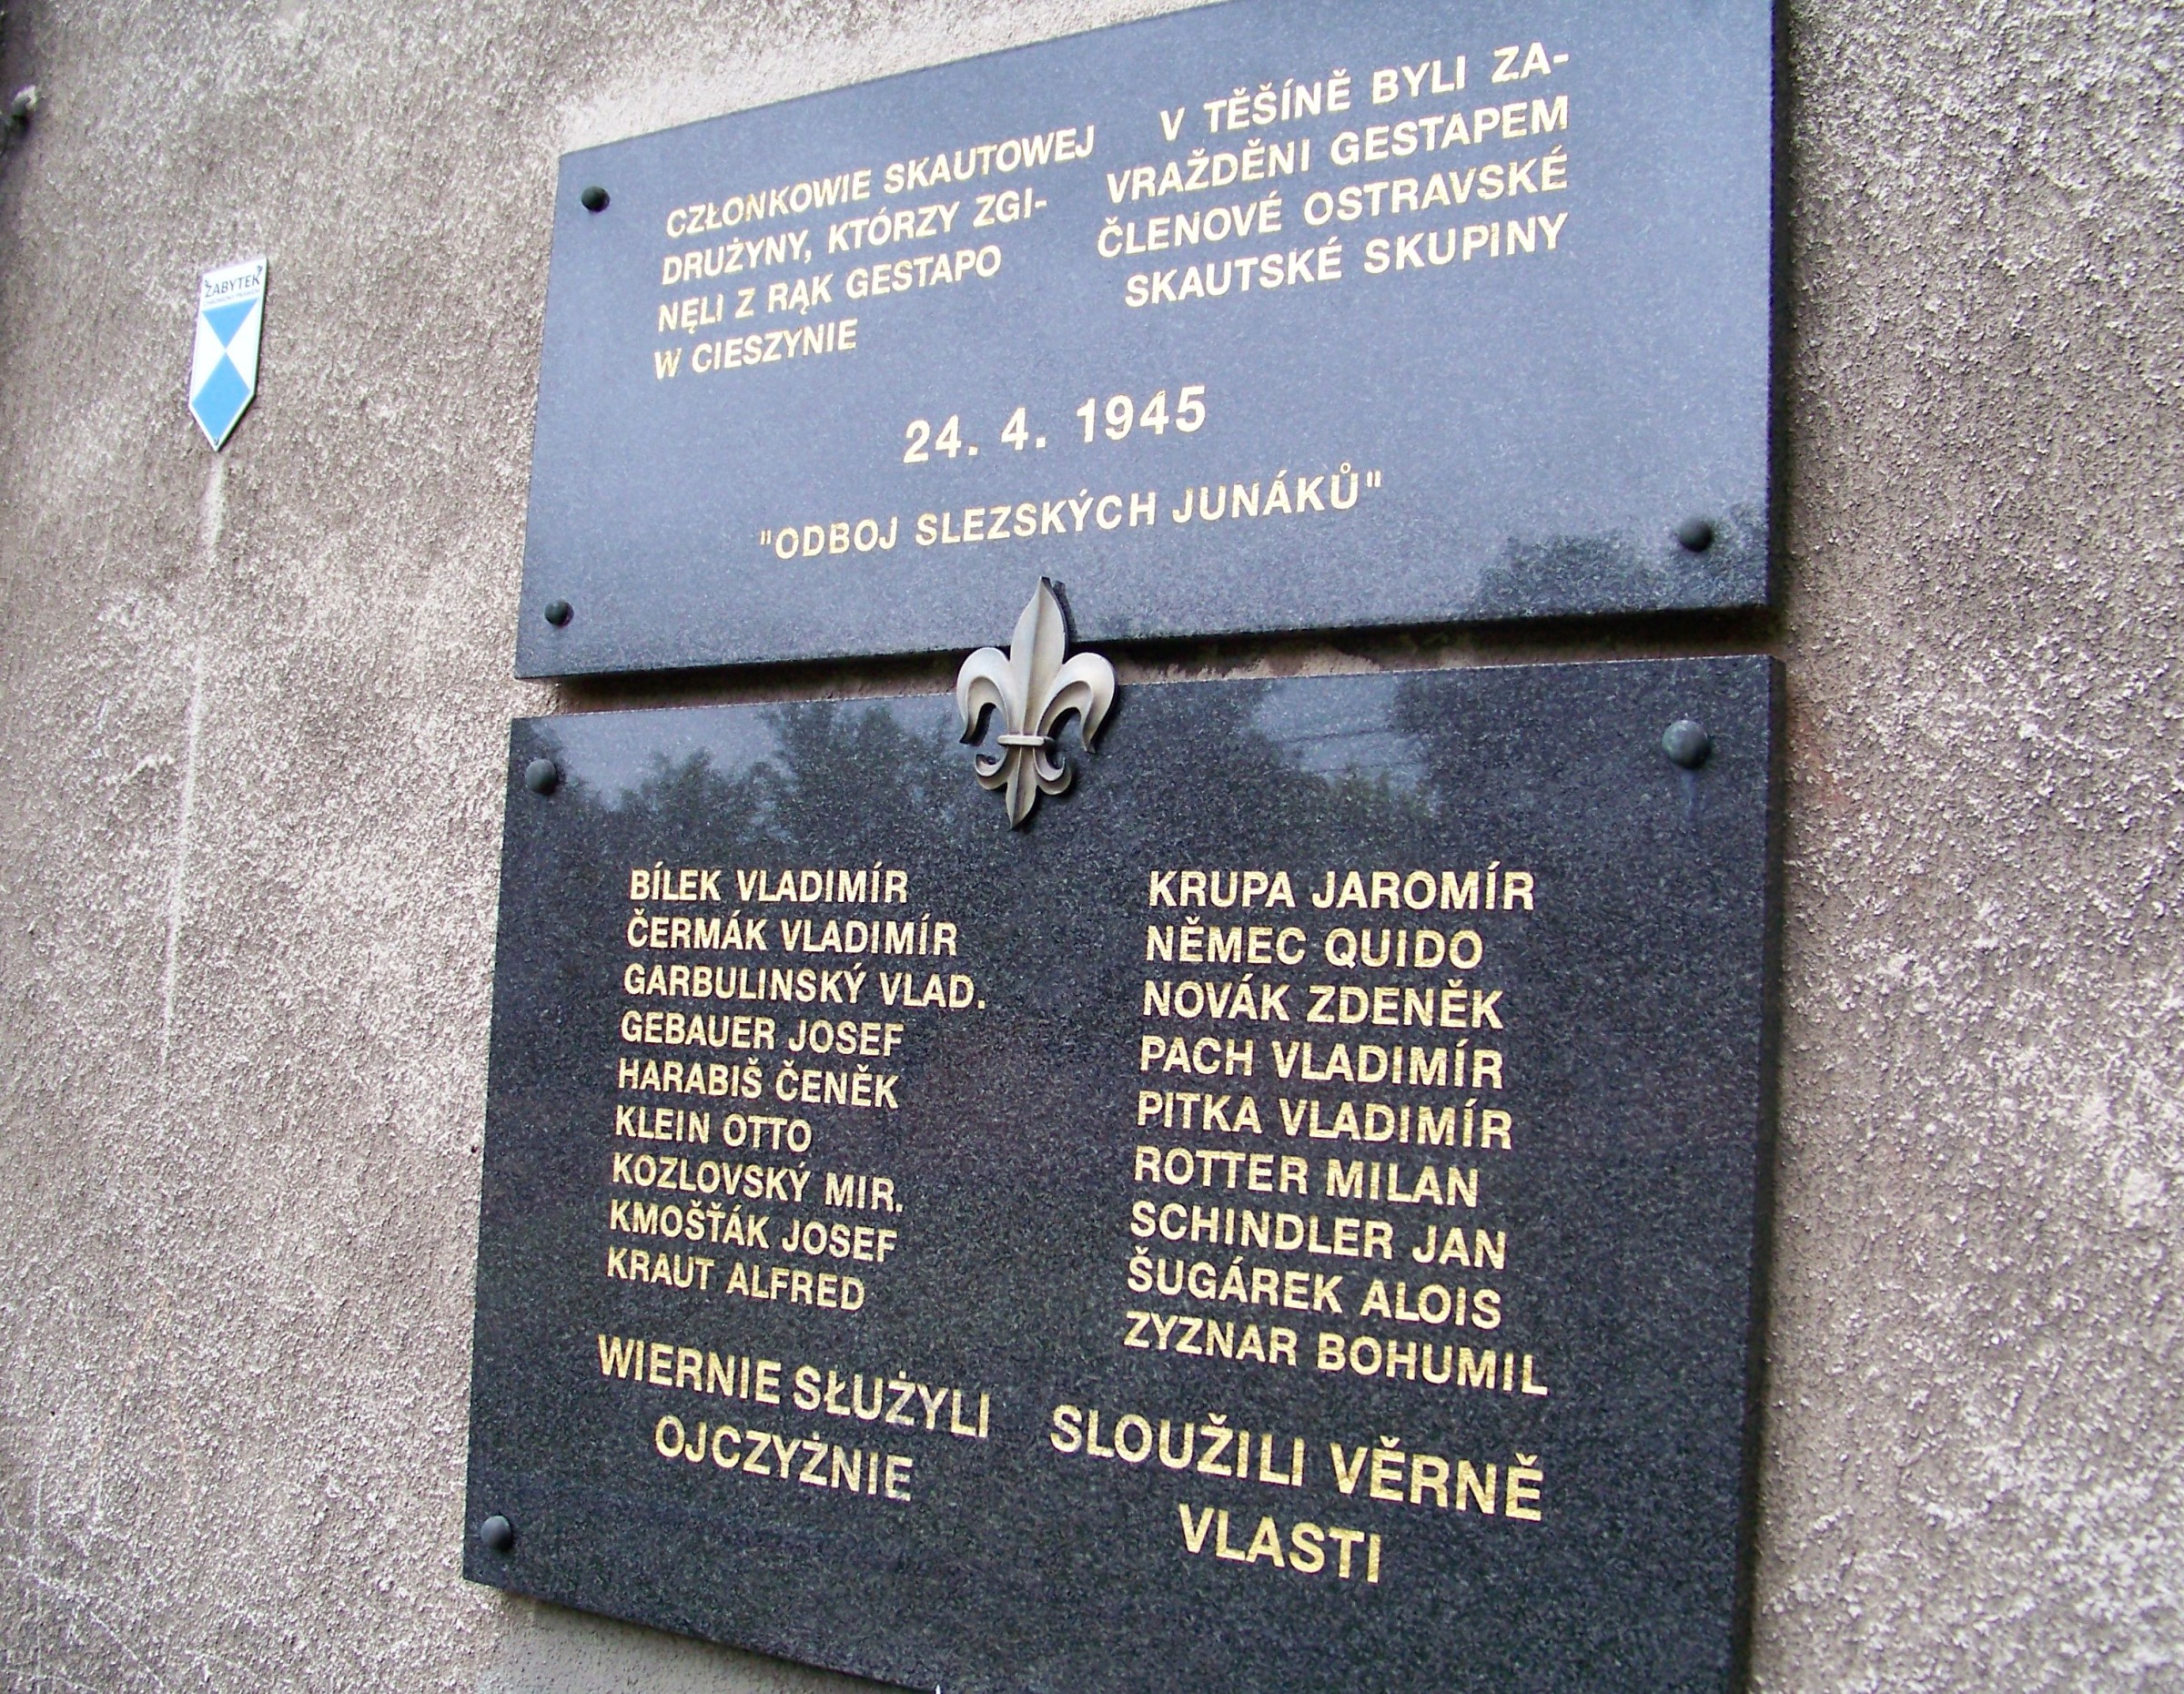 ZABYTEK
CZŁONKOWIE SKAUTOWEJ
DRUŻYNY, KTÓRZY ZGI-
NĘLI Z RĄK GESTAPO
W CIESZYNIE
V TĚŠÍNĚ BYLI ZA-
VRAŽDĚNI GESTAPEM
ČLENOVÉ OSTRAVSKÉ
SKAUTSKÉ SKUPINY
24. 4. 1945
"ODBOJ SLEZSKÝCH JUNÁKŮ"
BÍLEK VLADIMÍR
ČERMÁK VLADIMÍR
GARBULINSKÝ VLAD.
GEBAUER JOSEF
HARABIŠ ČENĚK
KLEIN OTTO
KOZLOVSKÝ MIR.
KMOŠŤÁK JOSEF
KRAUT ALFRED
KRUPA JAROMÍR
NĚMEC QUIDO
NOVÁK ZDENĚK
PACH VLADIMÍR
PITKA VLADIMÍR
ROTTER MILAN
SCHINDLER JAN
ŠUGÁREK ALOIS
ZYZNAR BOHUMIL
WIERNIE SŁUŻYLI
OJCZYŻNIE
SLOUŽILI VĚRNĚ
VLASTI